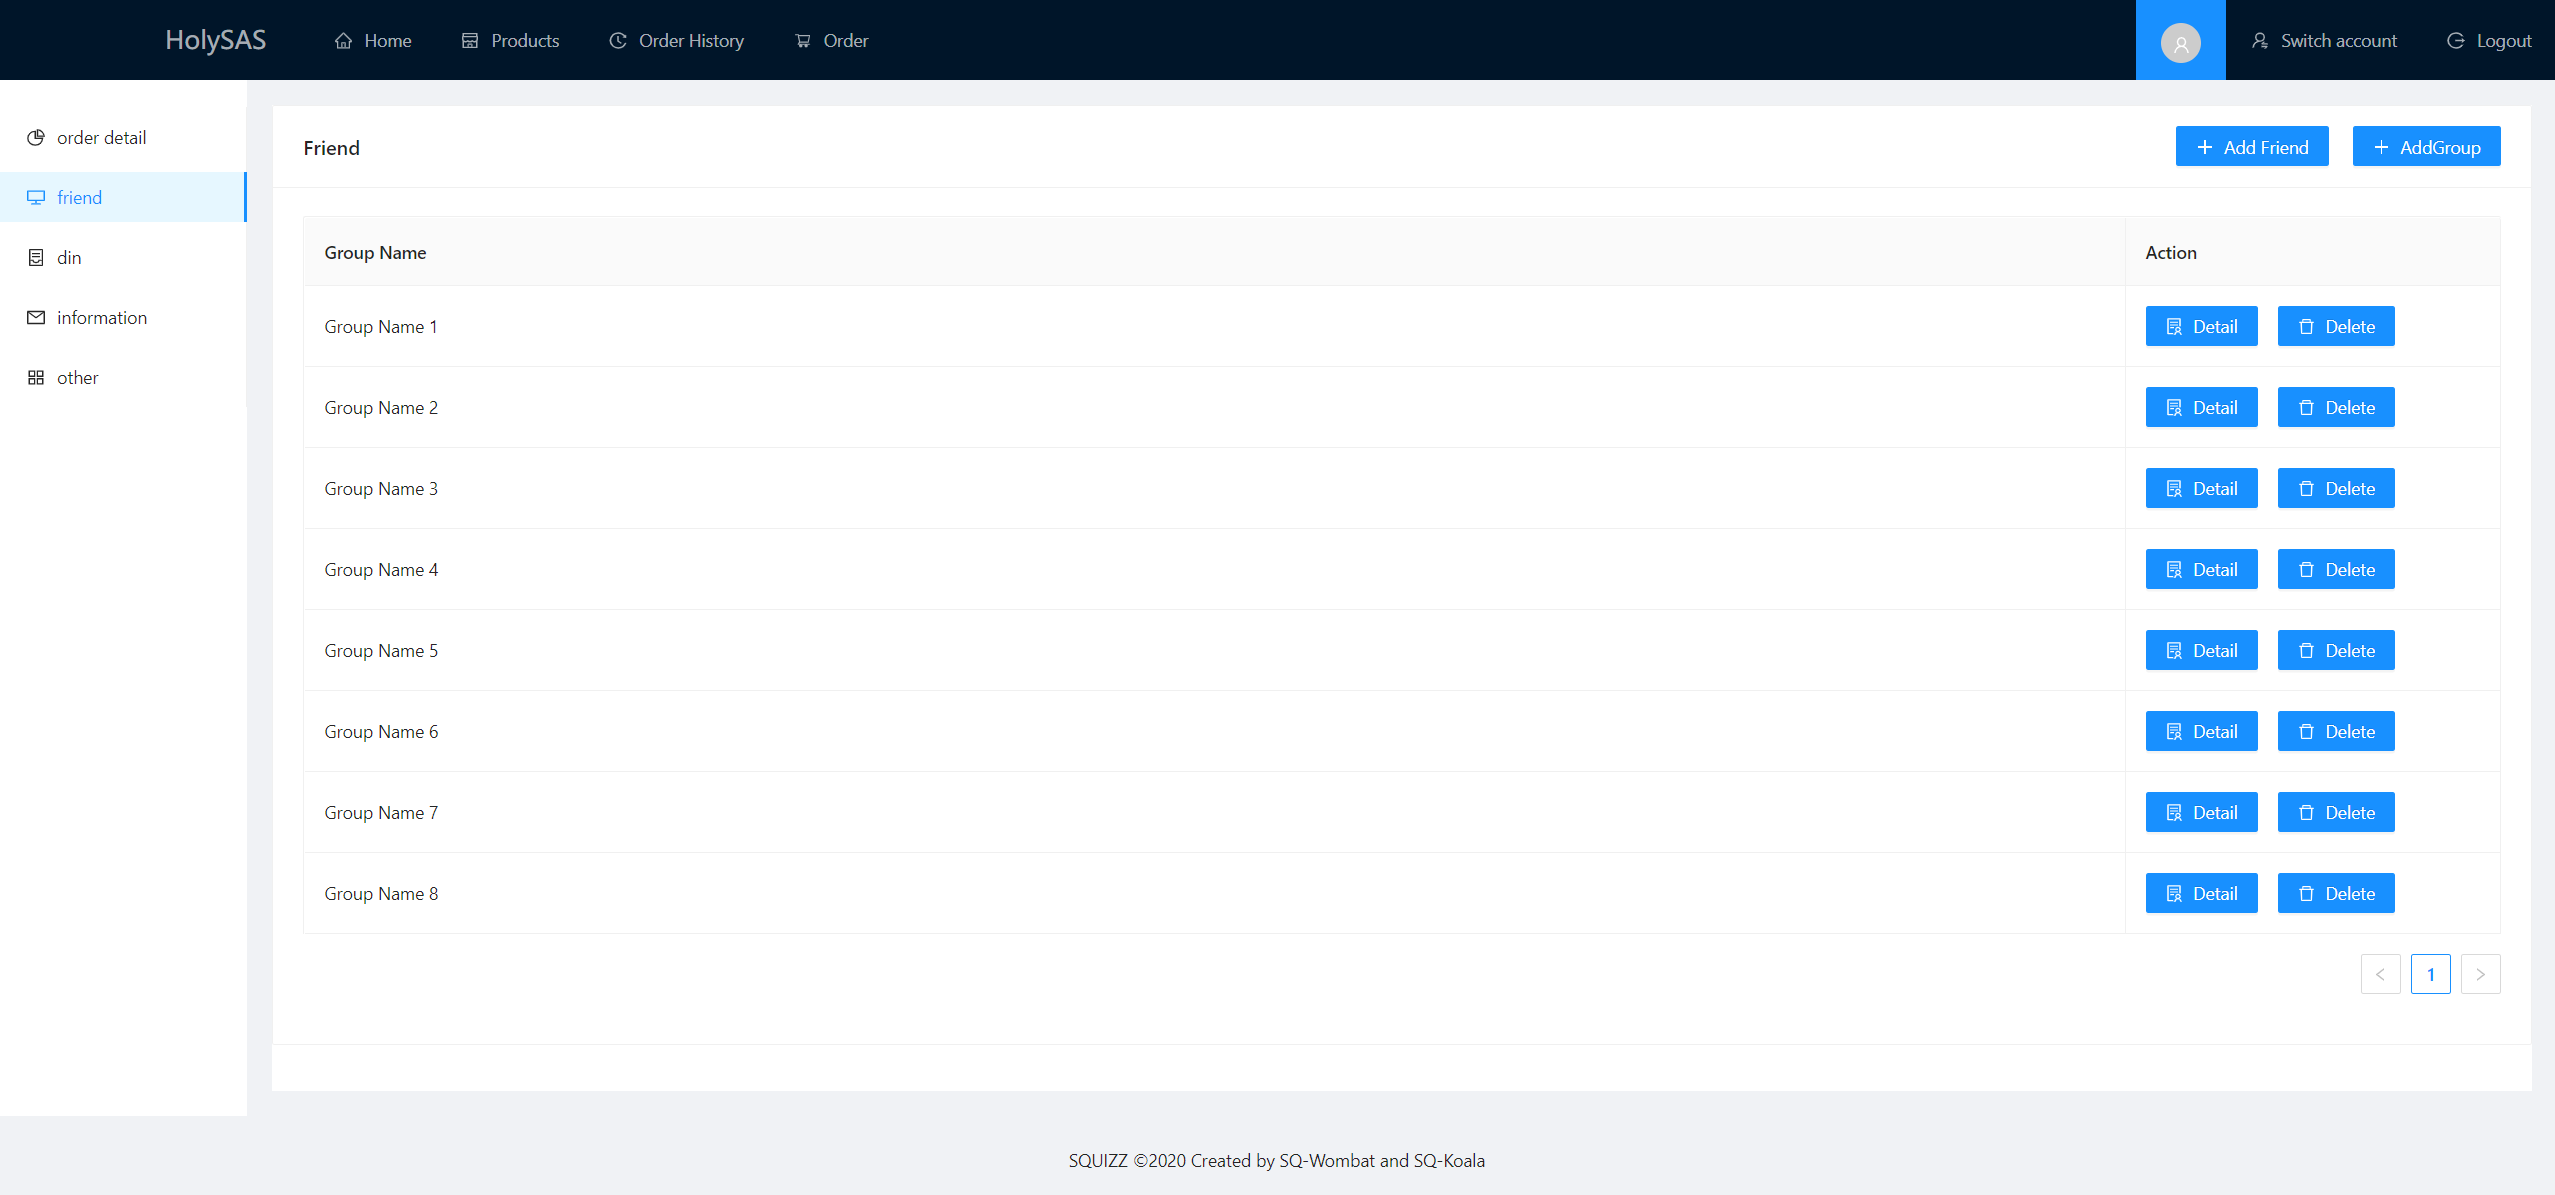 HolySAS Home Products Order History Order Switch account Logout
order detail
friend
din
information
other
Friend Add Friend AddGroup
Group Name Action
Group Name 1 Detail Delete
Group Name 2 Detail Delete
Group Name 3 Detail Delete
Group Name 4 Detail Delete
Group Name 5 Detail Delete
Group Name 6 Detail Delete
Group Name 7 Detail Delete
Group Name 8 Detail Delete
1
SQUIZZ ©2020 Created by SQ-Wombat and SQ-Koala